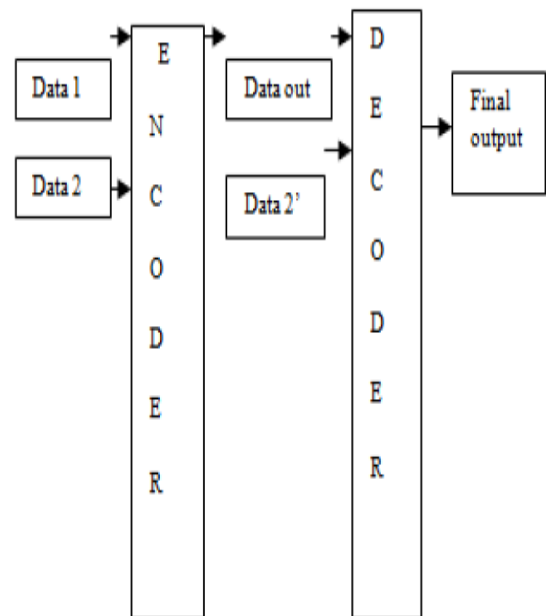 Data 1
Data 2
E
N
C
O
D
E
R
Data out
Data 2’
D
E
C
O
D
E
R
Final
output